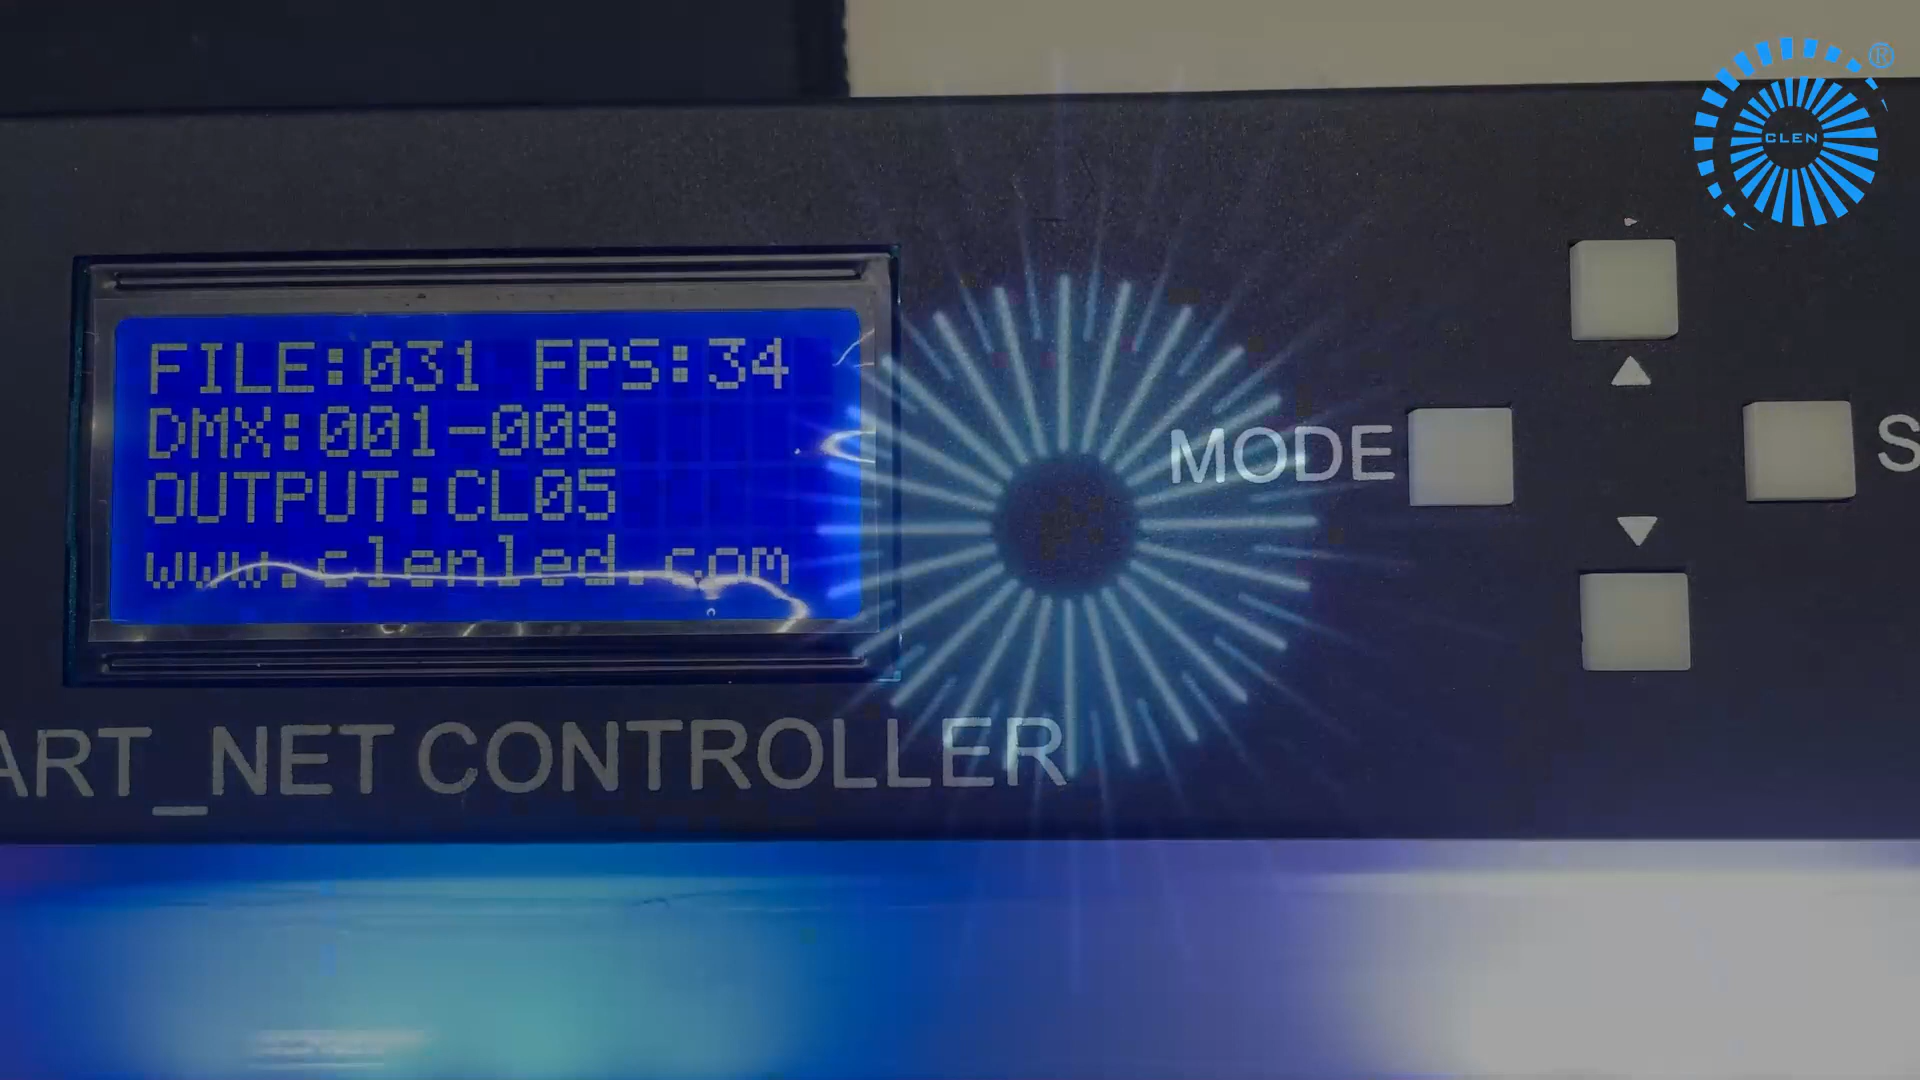 CLEN
®
FILE:031 FPS:34
DMX:001-008
OUTPUT:CL05
www.clenled.com
MODE
S
ART_NET CONTROLLER